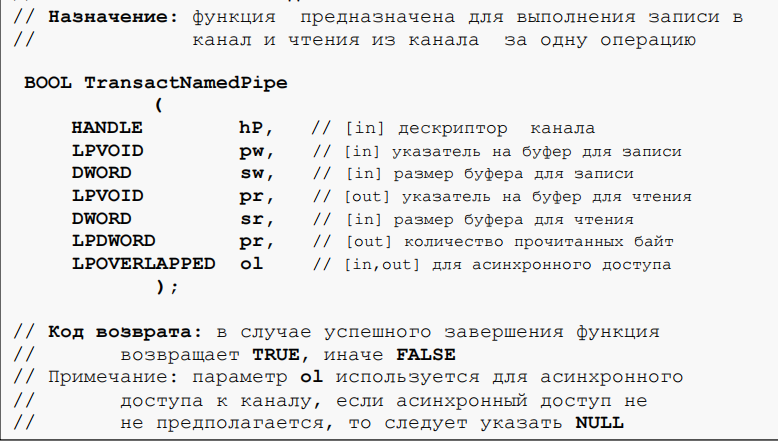 // Назначение: функция предназначена для выполнения записи в
// канал и чтения из канала за одну операцию
BOOL TransactNamedPipe
(
HANDLE hP, // [in] дескриптор канала
LPVOID pw, // [in] указатель на буфер для записи
DWORD sw, // [in] размер буфера для записи
LPVOID pr, // [out] указатель на буфер для чтения
DWORD sr, // [in] размер буфера для чтения
LPDWORD pr, // [out] количество прочитанных байт
LPOVERLAPPED ol // [in,out] для асинхронного доступа
);
// Код возврата: в случае успешного завершения функция
// возвращает TRUE, иначе FALSE
// Примечание: параметр ol используется для асинхронного
// доступа к каналу, если асинхронный доступ не
// не предполагается, то следует указать NULL